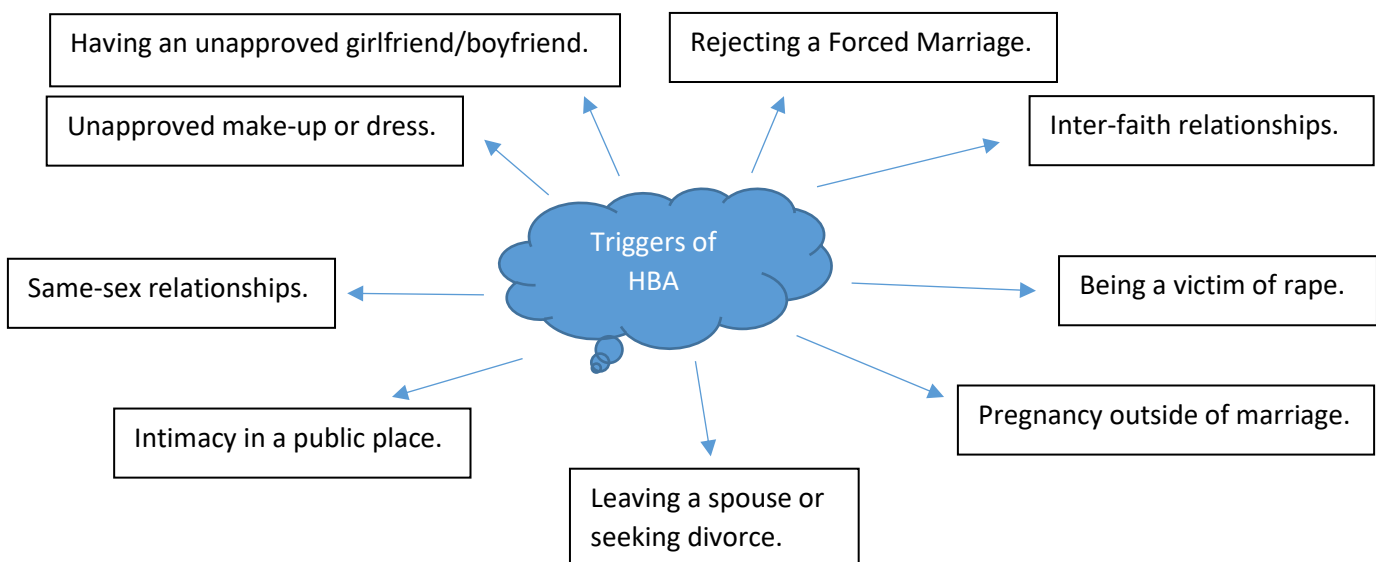 Having an unapproved girlfriend/boyfriend.
Rejecting a Forced Marriage.
Unapproved make-up or dress.
Inter-faith relationships.
Triggers of
HBA
Same-sex relationships.
Being a victim of rape.
Intimacy in a public place.
Pregnancy outside of marriage.
Leaving a spouse or
seeking divorce.